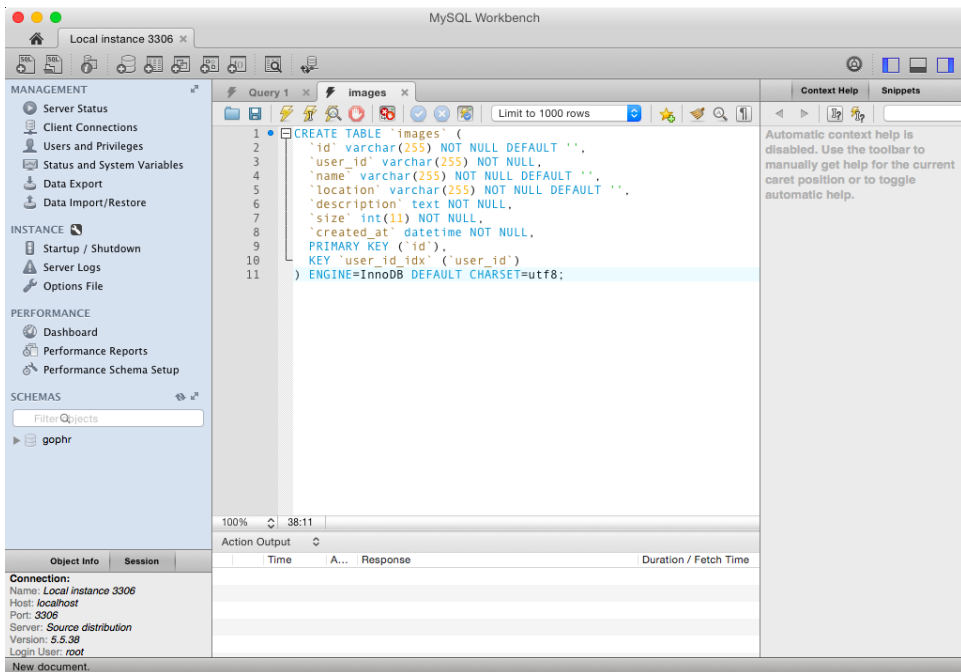 MySQL Workbench
Local instance 3306
MANAGEMENT
Server Status
Client Connections
Users and Privileges
Status and System Variables
Data Export
Data Import/Restore
INSTANCE
Startup / Shutdown
Server Logs
Options File
PERFORMANCE
Dashboard
Performance Reports
Performance Schema Setup
SCHEMAS
Filter Objects
gophr
Object Info Session
Connection:
Name: Local instance 3306
Host: localhost
Port: 3306
Server: Source distribution
Version: 5.5.38
Login User: root
New document.
Query 1 images
Limit to 1000 rows
1 CREATE TABLE `images` (
2 `id` varchar(255) NOT NULL DEFAULT '',
3 `user_id` varchar(255) NOT NULL,
4 `name` varchar(255) NOT NULL DEFAULT '',
5 `location` varchar(255) NOT NULL DEFAULT '',
6 `description` text NOT NULL,
7 `size` int(11) NOT NULL,
8 `created_at` datetime NOT NULL,
9 PRIMARY KEY (`id`),
10 KEY `user_id_idx` (`user_id`)
11 ) ENGINE=InnoDB DEFAULT CHARSET=utf8;
100% 38:11
Action Output
Time A... Response Duration / Fetch Time
Context Help Snippets
Automatic context help is
disabled. Use the toolbar to
manually get help for the current
caret position or to toggle
automatic help.